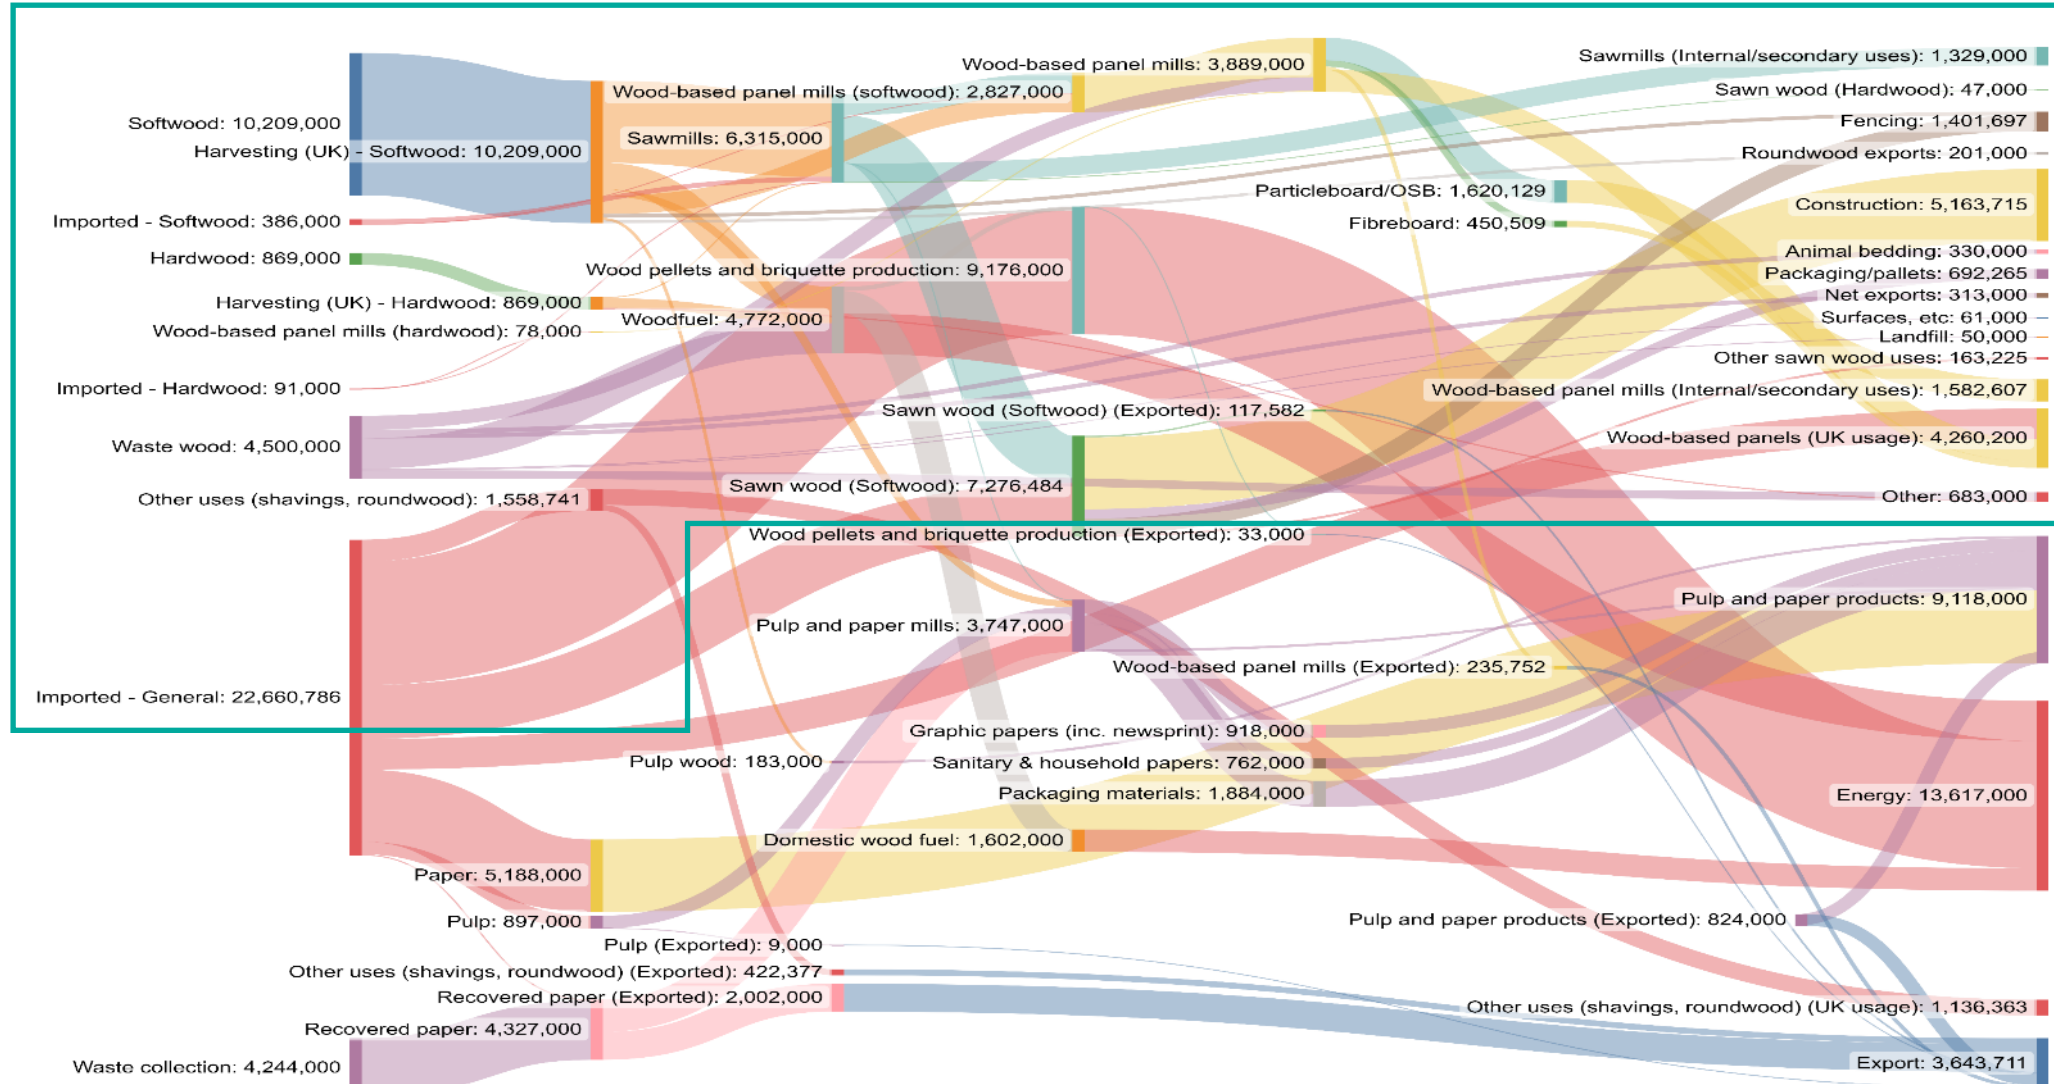 Softwood: 10,209,000
Harvesting (UK) - Softwood: 10,209,000
Imported - Softwood: 386,000
Hardwood: 869,000
Harvesting (UK) - Hardwood: 869,000
Wood-based panel mills (hardwood): 78,000
Imported - Hardwood: 91,000
Waste wood: 4,500,000
Other uses (shavings, roundwood): 1,558,741
Imported - General: 22,660,786
Paper: 5,188,000
Pulp: 897,000
Pulp (Exported): 9,000
Other uses (shavings, roundwood) (Exported): 422,377
Recovered paper (Exported): 2,002,000
Recovered paper: 4,327,000
Waste collection: 4,244,000
Wood-based panel mills: 3,889,000
Wood-based panel mills (softwood): 2,827,000
Sawmills: 6,315,000
Wood pellets and briquette production: 9,176,000
Woodfuel: 4,772,000
Sawn wood (Softwood) (Exported): 117,582
Sawn wood (Softwood): 7,276,484
Wood pellets and briquette production (Exported): 33,000
Pulp and paper mills: 3,747,000
Wood-based panel mills (Exported): 235,752
Graphic papers (inc. newsprint): 918,000
Pulp wood: 183,000
Sanitary & household papers: 762,000
Packaging materials: 1,884,000
Domestic wood fuel: 1,602,000
Particleboard/OSB: 1,620,129
Fibreboard: 450,509
Sawmills (Internal/secondary uses): 1,329,000
Sawn wood (Hardwood): 47,000
Fencing: 1,401,697
Roundwood exports: 201,000
Construction: 5,163,715
Animal bedding: 330,000
Packaging/pallets: 692,265
Net exports: 313,000
Surfaces, etc: 61,000
Landfill: 50,000
Other sawn wood uses: 163,225
Wood-based panel mills (Internal/secondary uses): 1,582,607
Wood-based panels (UK usage): 4,260,200
Other: 683,000
Pulp and paper products: 9,118,000
Energy: 13,617,000
Pulp and paper products (Exported): 824,000
Other uses (shavings, roundwood) (UK usage): 1,136,363
Export: 3,643,711